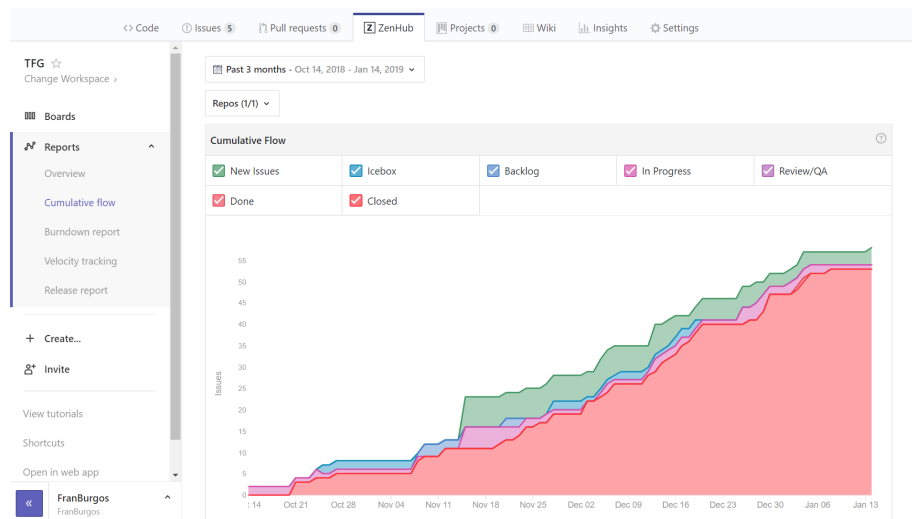 Code Issues 5 Pull requests 0 Z ZenHub Projects 0 Wiki Insights Settings
TFG
Change Workspace >
Boards
Reports
Overview
Cumulative flow
Burndown report
Velocity tracking
Release report
+ Create...
Invite
View tutorials
Shortcuts
Open in web app
« FranBurgos
FranBurgos
Past 3 months - Oct 14, 2018 - Jan 14, 2019
Repos (1/1)
Cumulative Flow ?
New Issues Icebox Backlog In Progress Review/QA
Done Closed
Issues
55
50
45
40
35
30
25
20
15
10
5
0
: 14 Oct 21 Oct 28 Nov 04 Nov 11 Nov 18 Nov 25 Dec 02 Dec 09 Dec 16 Dec 23 Dec 30 Jan 06 Jan 13